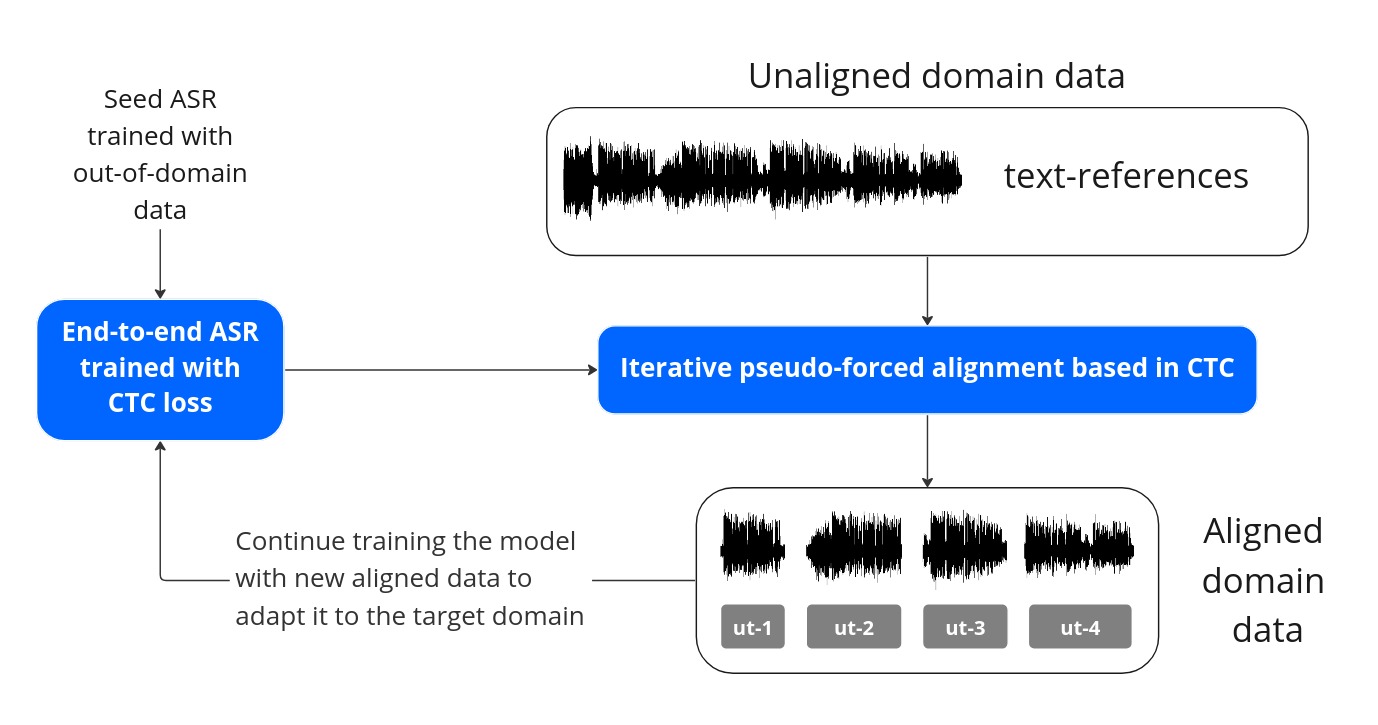 Unaligned domain data
Seed ASR
trained with
out-of-domain
data
text-references
End-to-end ASR
trained with
CTC loss
Iterative pseudo-forced alignment based in CTC
Continue training the model
with new aligned data to
adapt it to the target domain
ut-1
ut-2
ut-3
ut-4
Aligned
domain
data